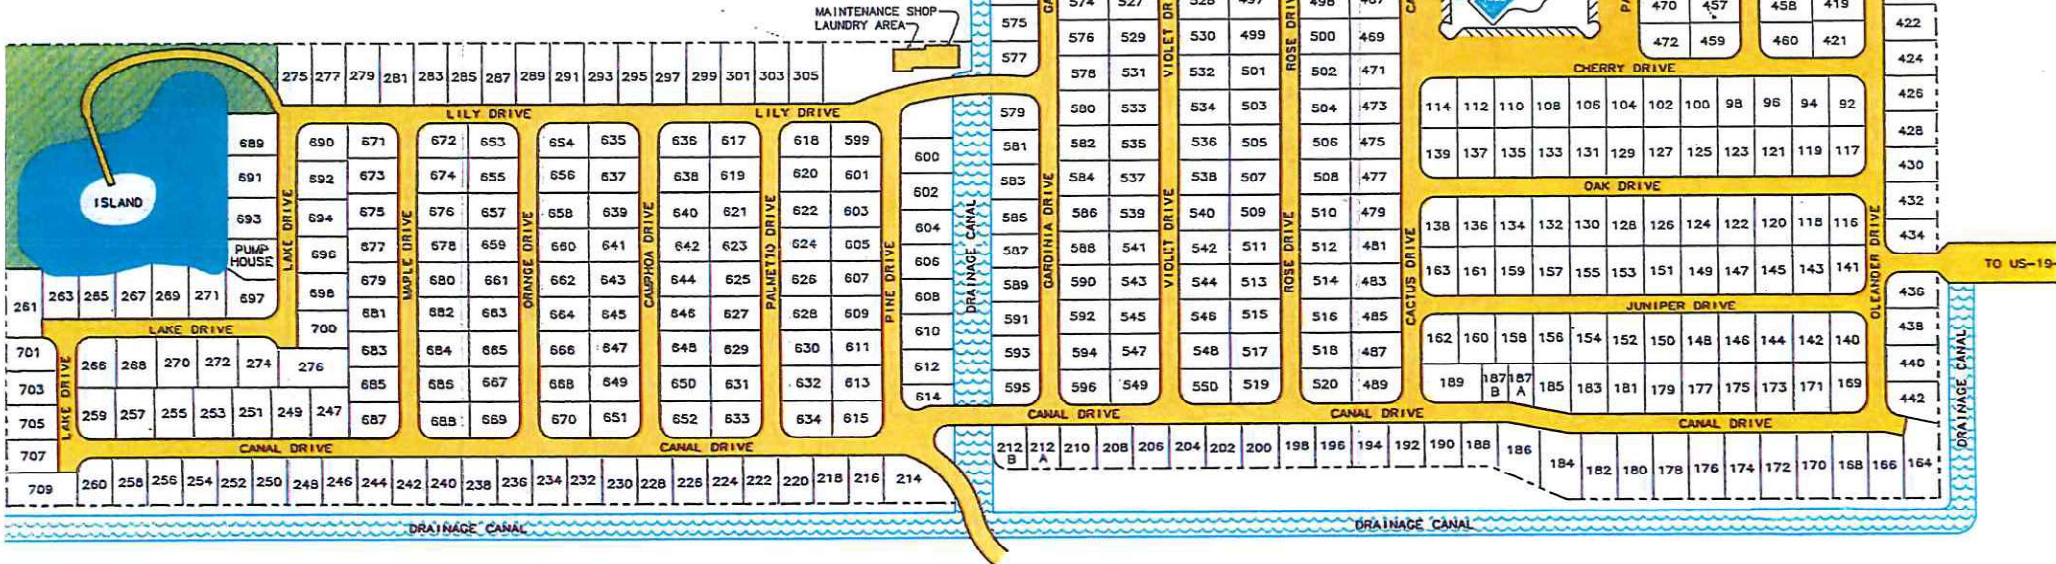 MAINTENANCE SHOP
LAUNDRY AREA
575
577
579
581
583
585
587
589
591
593
595
574 527
576 529
578 531
580 533
582 535
584 537
586 539
588 541
590 543
592 545
594 547
596 549
528 497
530 499
532 501
534 503
536 505
538 507
540 509
542 511
544 513
546 515
548 517
550 519
498 467
500 469
502 471
504 473
506 475
508 477
510 479
512 481
514 483
516 485
518 487
520 489
GARDINIA DRIVE
VIOLET DR
VIOLET DRIVE
ROSE DRIVE
ROSE DRIVE
CACTUS DRIVE
470 457
472 459
458 419
460 421
422
424
426
428
430
432
434
436
438
440
442
CHERRY DRIVE
114 112 110 108 106 104 102 100 98 96 94 92
139 137 135 133 131 129 127 125 123 121 119 117
OAK DRIVE
138 136 134 132 130 128 126 124 122 120 118 116
163 161 159 157 155 153 151 149 147 145 143 141
JUNIPER DRIVE
162 160 158 156 154 152 150 148 146 144 142 140
189 187 B 187 A 185 183 181 179 177 175 173 171 169
OLEANDER DRIVE
TO US-19-
275 277 279 281 283 285 287 289 291 293 295 297 299 301 303 305
LILY DRIVE LILY DRIVE
ISLAND
689
691
693
PUMP
HOUSE
697
LAKE DRIVE
690 671
692 673
694 675
696 677
698 679
700 681
683
685
687
MAPLE DRIVE
672 653
674 655
676 657
678 659
680 661
682 663
684 665
686 667
688 669
ORANGE DRIVE
654 635
656 637
658 639
660 641
662 643
664 645
666 647
668 649
670 651
CAMPHOA DRIVE
636 617
638 619
640 621
642 623
644 625
646 627
648 629
650 631
652 633
PALMETIO DRIVE
618 599
620 601
622 603
624 605
626 607
628 609
630 611
632 613
634 615
PINE DRIVE
600
602
604
606
608
610
612
614
DRAINAGE CANAL
261 263 265 267 269 271
LAKE DRIVE
701
703
705
707
709
LAKE DRIVE
266 268 270 272 274 276
259 257 255 253 251 249 247
CANAL DRIVE CANAL DRIVE
CANAL DRIVE CANAL DRIVE CANAL DRIVE
260 258 256 254 252 250 248 246 244 242 240 238 236 234 232 230 228 226 224 222 220 218 216 214
212 B 212 A 210 208 206 204 202 200 198 196 194 192 190 188 186 184 182 180 178 176 174 172 170 168 166 164
DRAINAGE CANAL
DRAINAGE CANAL
DRAINAGE CANAL